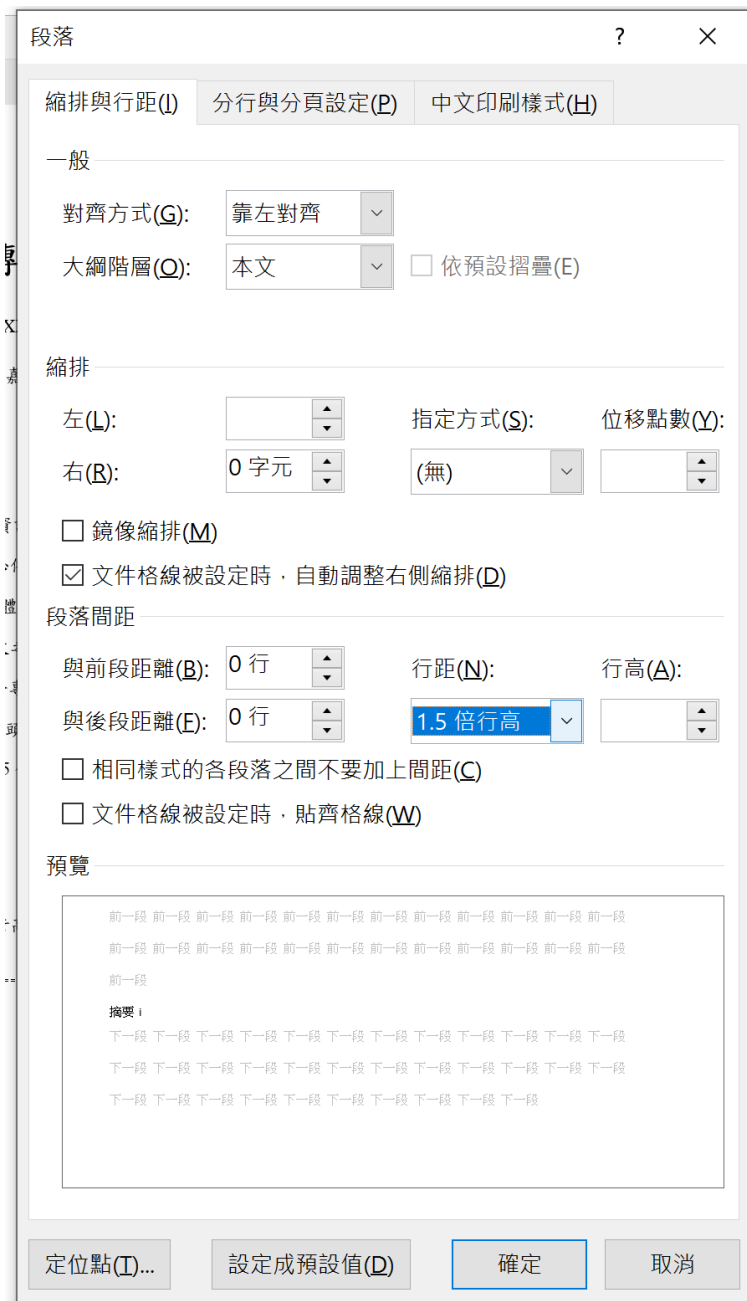 段落 ? ×
縮排與行距(I) 分行與分頁設定(P) 中文印刷樣式(H)
一般
對齊方式(G): 靠左對齊
大綱階層(O): 本文 依預設摺疊(E)
縮排
左(L): 指定方式(S): 位移點數(Y):
右(R): 0 字元 (無)
鏡像縮排(M)
文件格線被設定時，自動調整右側縮排(D)
段落間距
與前段距離(B): 0 行 行距(N): 行高(A):
與後段距離(F): 0 行 1.5 倍行高
相同樣式的各段落之間不要加上間距(C)
文件格線被設定時，貼齊格線(W)
預覽
前一段 前一段 前一段 前一段 前一段 前一段 前一段 前一段 前一段 前一段 前一段 前一段
前一段 前一段 前一段 前一段 前一段 前一段 前一段 前一段 前一段 前一段 前一段 前一段
前一段
摘要 i
下一段 下一段 下一段 下一段 下一段 下一段 下一段 下一段 下一段 下一段 下一段 下一段
下一段 下一段 下一段 下一段 下一段 下一段 下一段 下一段 下一段 下一段 下一段 下一段
下一段 下一段 下一段 下一段 下一段 下一段 下一段 下一段 下一段 下一段
定位點(T)... 設定成預設值(D) 確定 取消